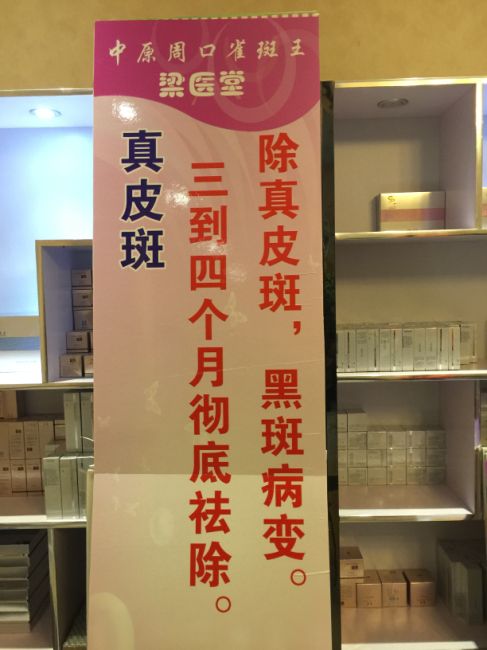 中原周口雀斑王
梁医堂
除真皮斑，黑斑病变。
三到四个月彻底祛除。
真皮斑